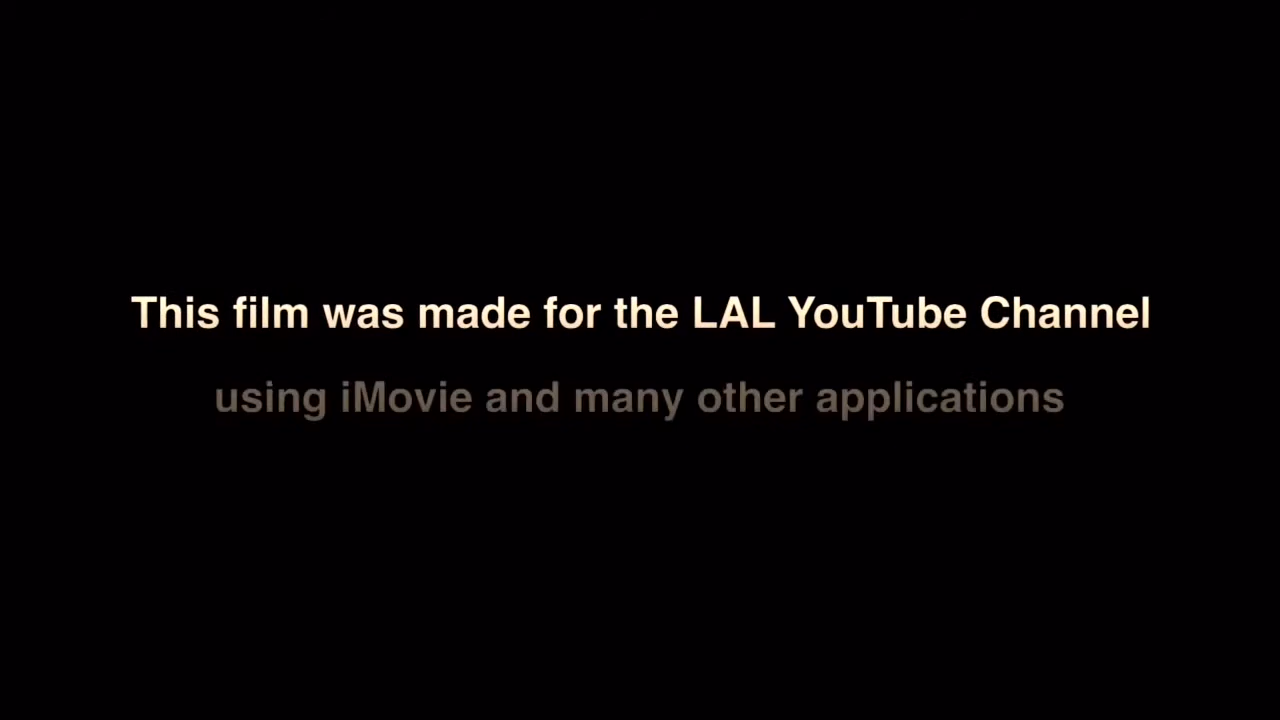 This film was made for the LAL YouTube Channel
using iMovie and many other applications